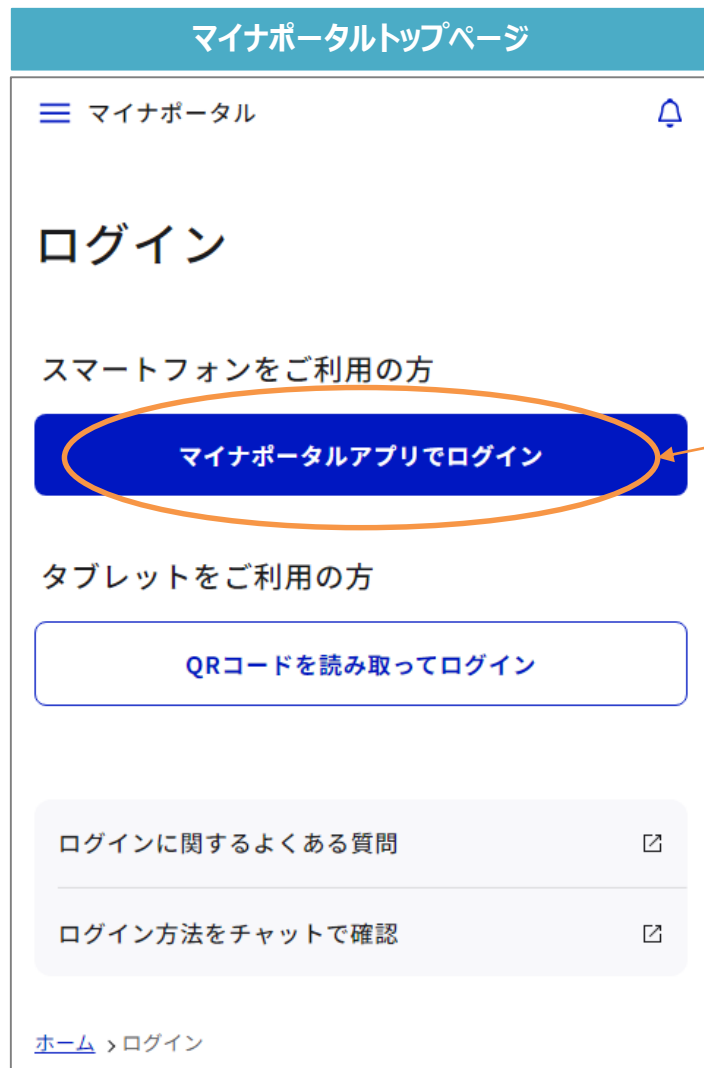 マイナポータルトップページ
マイナポータル
ログイン
スマートフォンをご利用の方
マイナポータルアプリでログイン
タブレットをご利用の方
QRコードを読み取ってログイン
ログインに関するよくある質問
ログイン方法をチャットで確認
ホーム > ログイン